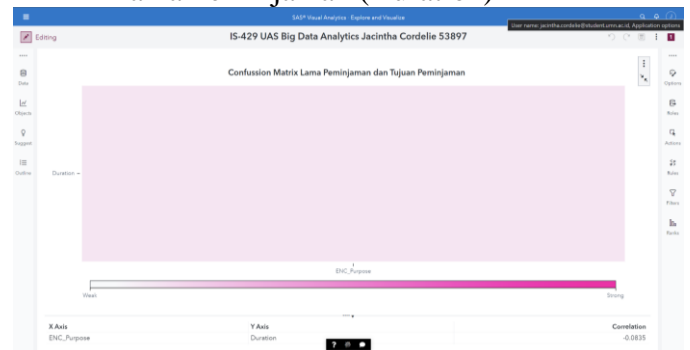 SAS® Visual Analytics - Explore and Visualize
User name: jacintha.cordelie@student.umn.ac.id, Application options
Editing
IS-429 UAS Big Data Analytics Jacintha Cordelie 53897
Data
Objects
Suggest
Outline
Confussion Matrix Lama Peminjaman dan Tujuan Peminjaman
Duration
ENC_Purpose
Weak
Strong
Options
Roles
Actions
Rules
Filters
Ranks
X Axis Y Axis Correlation
ENC_Purpose Duration -0.0835